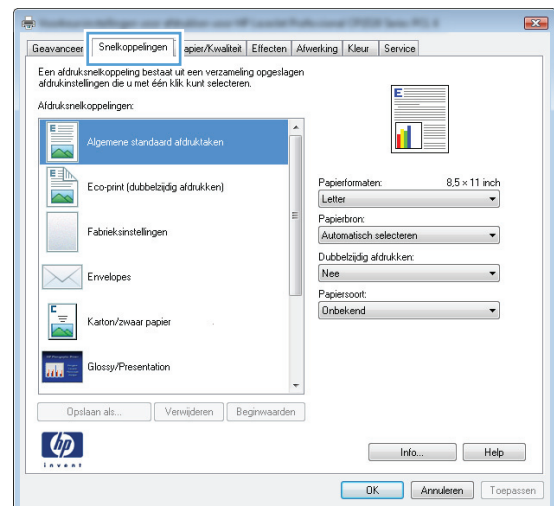 Geavanceer Snelkoppelingen apier/Kwaliteit Effecten Afwerking Kleur Service
Een afdruksnelkoppeling bestaat uit een verzameling opgeslagen
afdrukinstellingen die u met één klik kunt selecteren.
Afdruksnelkoppelingen:
E
Algemene standaard afdruktaken
E
Eco-print (dubbelzijdig afdrukken)
Fabrieksinstellingen
Envelopes
C
Karton/zwaar papier
Glossy/Presentation
Opslaan als... Verwijderen Beginwaarden
E
Papierformaten: 8,5 × 11 inch
Letter
Papierbron:
Automatisch selecteren
Dubbelzijdig afdrukken:
Nee
Papiersoort:
Onbekend
hp
invent
Info... Help
OK Annuleren Toepassen